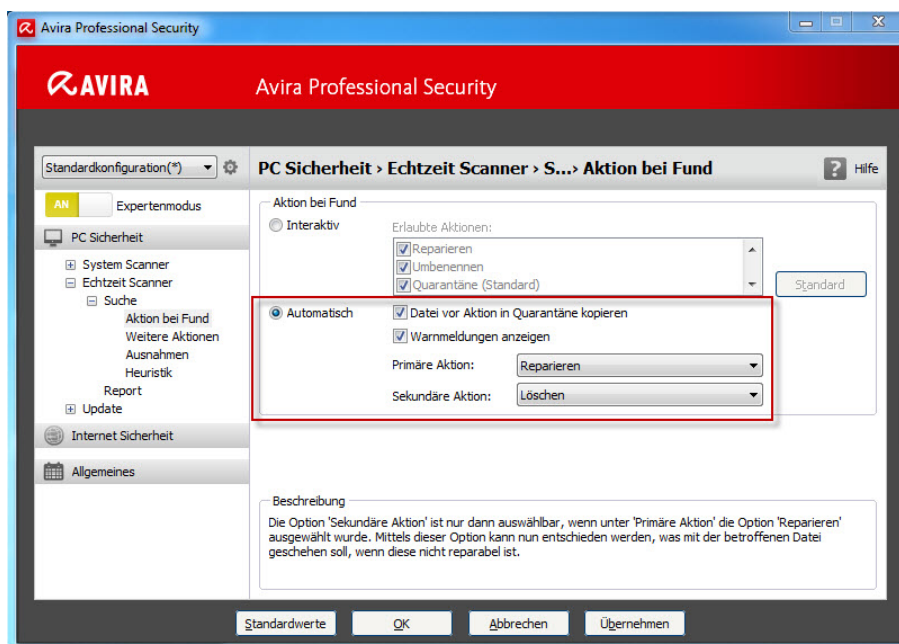 Avira Professional Security
AVIRA
Avira Professional Security
Standardkonfiguration(*)
PC Sicherheit › Echtzeit Scanner › S...› Aktion bei Fund
? Hilfe
AN Expertenmodus
PC Sicherheit
System Scanner
Echtzeit Scanner
Suche
Aktion bei Fund
Weitere Aktionen
Ausnahmen
Heuristik
Report
Update
Internet Sicherheit
Allgemeines
Aktion bei Fund
Interaktiv
Erlaubte Aktionen:
Reparieren
Umbenennen
Quarantäne (Standard)
Standard
Automatisch
Datei vor Aktion in Quarantäne kopieren
Warnmeldungen anzeigen
Primäre Aktion: Reparieren
Sekundäre Aktion: Löschen
Beschreibung
Die Option 'Sekundäre Aktion' ist nur dann auswählbar, wenn unter 'Primäre Aktion' die Option 'Reparieren'
ausgewählt wurde. Mittels dieser Option kann nun entschieden werden, was mit der betroffenen Datei
geschehen soll, wenn diese nicht reparabel ist.
Standardwerte
OK
Abbrechen
Übernehmen